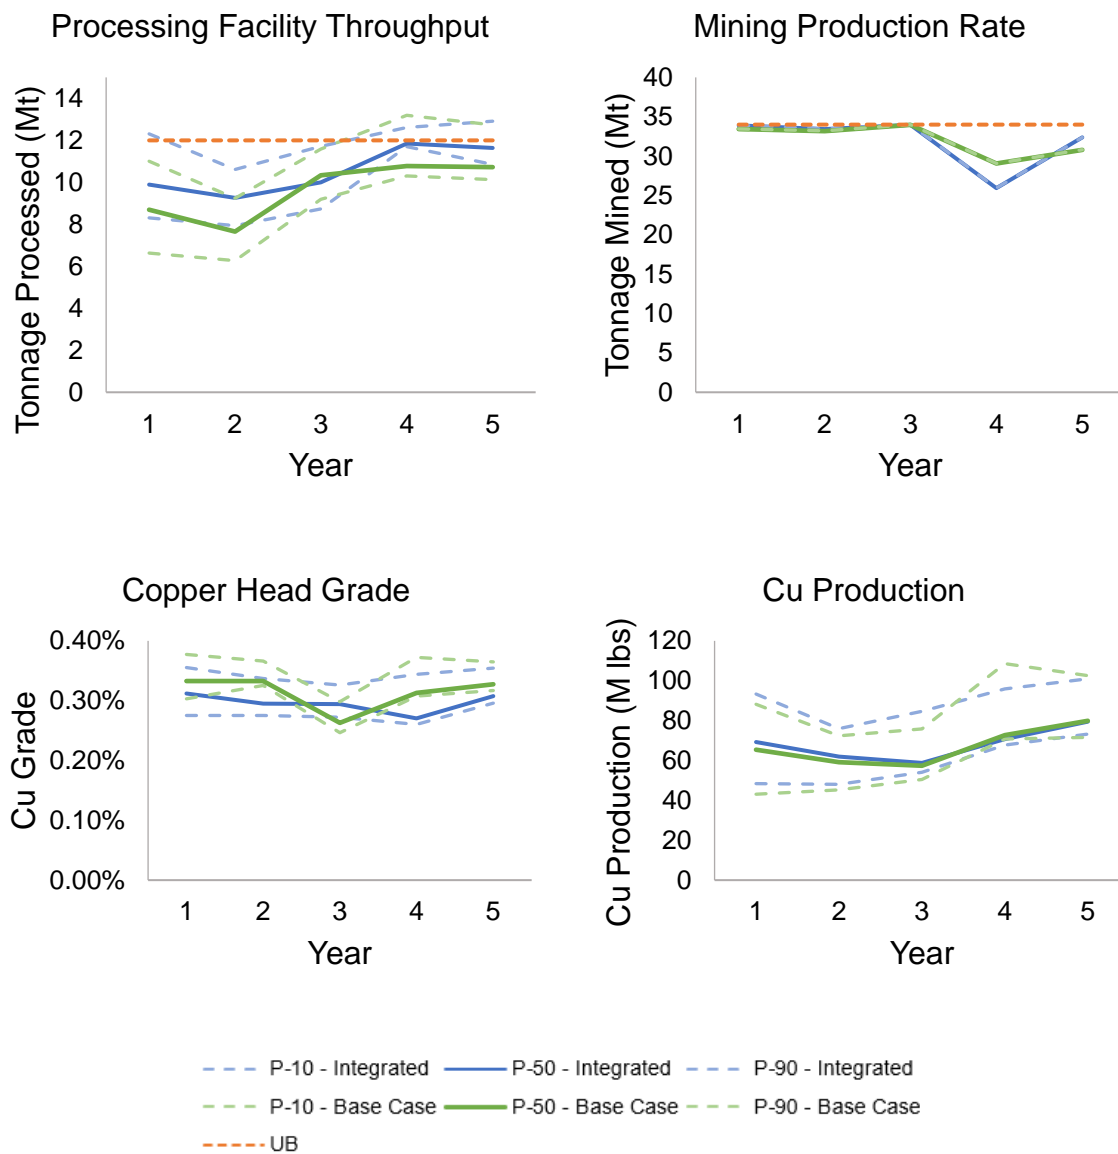 Processing Facility Throughput
Tonnage Processed (Mt)
14
12
10
8
6
4
2
0
1 2 3 4 5
Year
Mining Production Rate
Tonnage Mined (Mt)
40
35
30
25
20
15
10
5
0
1 2 3 4 5
Year
Copper Head Grade
Cu Grade
0.40%
0.30%
0.20%
0.10%
0.00%
1 2 3 4 5
Year
Cu Production
Cu Production (M lbs)
120
100
80
60
40
20
0
1 2 3 4 5
Year
P-10 - Integrated P-50 - Integrated P-90 - Integrated
P-10 - Base Case P-50 - Base Case P-90 - Base Case
UB